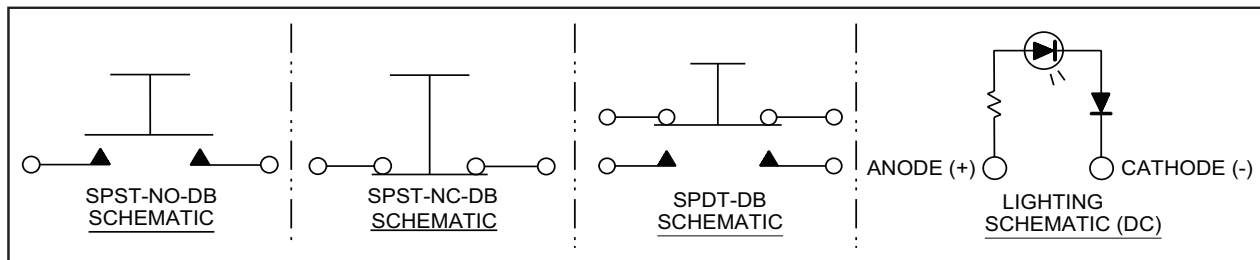 SPST-NO-DB
SCHEMATIC
SPST-NC-DB
SCHEMATIC
SPDT-DB
SCHEMATIC
ANODE (+)
CATHODE (-)
LIGHTING
SCHEMATIC (DC)